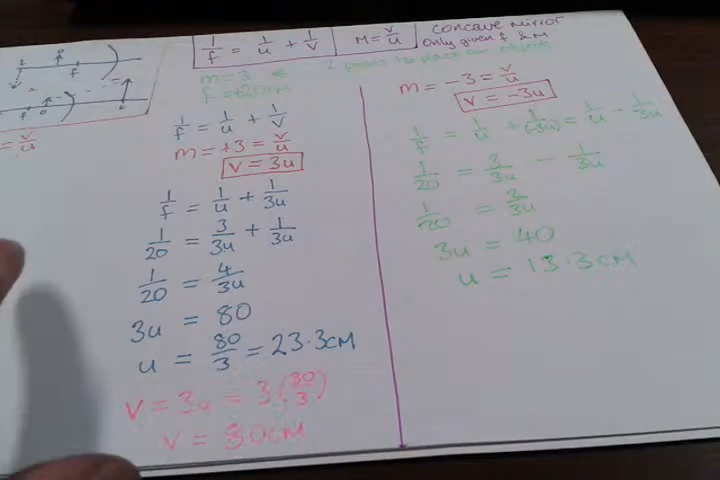 1/f = 1/u + 1/v
M = v/u
concave mirror
only given f & M
m = 3
2 places to place our object
f = 20cm
= v/u
1/f = 1/u + 1/v
m = +3 = v/u
v = 3u
1/f = 1/u + 1/3u
1/20 = 3/3u + 1/3u
1/20 = 4/3u
3u = 80
u = 80/3 = 23.3cm
v = 3u = 3(80/3)
v = 80cm
m = -3 = v/u
v = -3u
1/f = 1/u + 1/(-3u) = 1/u - 1/3u
1/20 = 3/3u - 1/3u
1/20 = 2/3u
3u = 40
u = 13.3cm